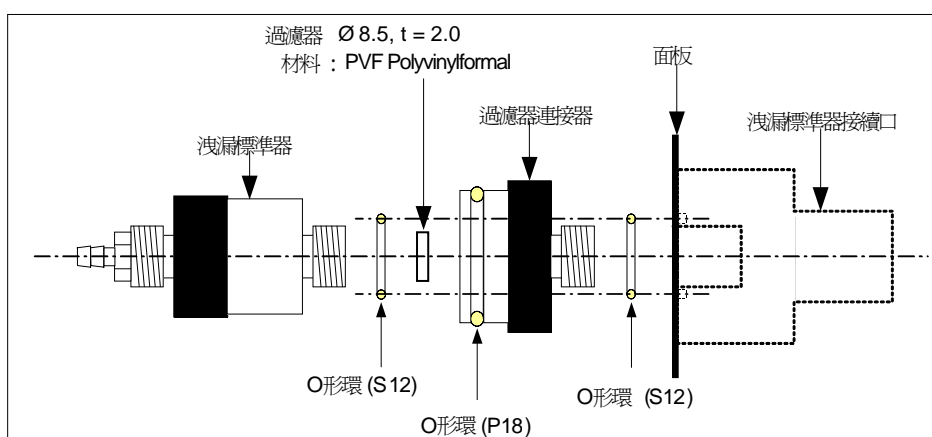 過濾器 Ø 8.5, t = 2.0
材料 : PVF Polyvinylformal
面板
過濾器連接器
洩漏標準器接續口
洩漏標準器
O形環 (S12)
O形環 (P18)
O形環 (S12)